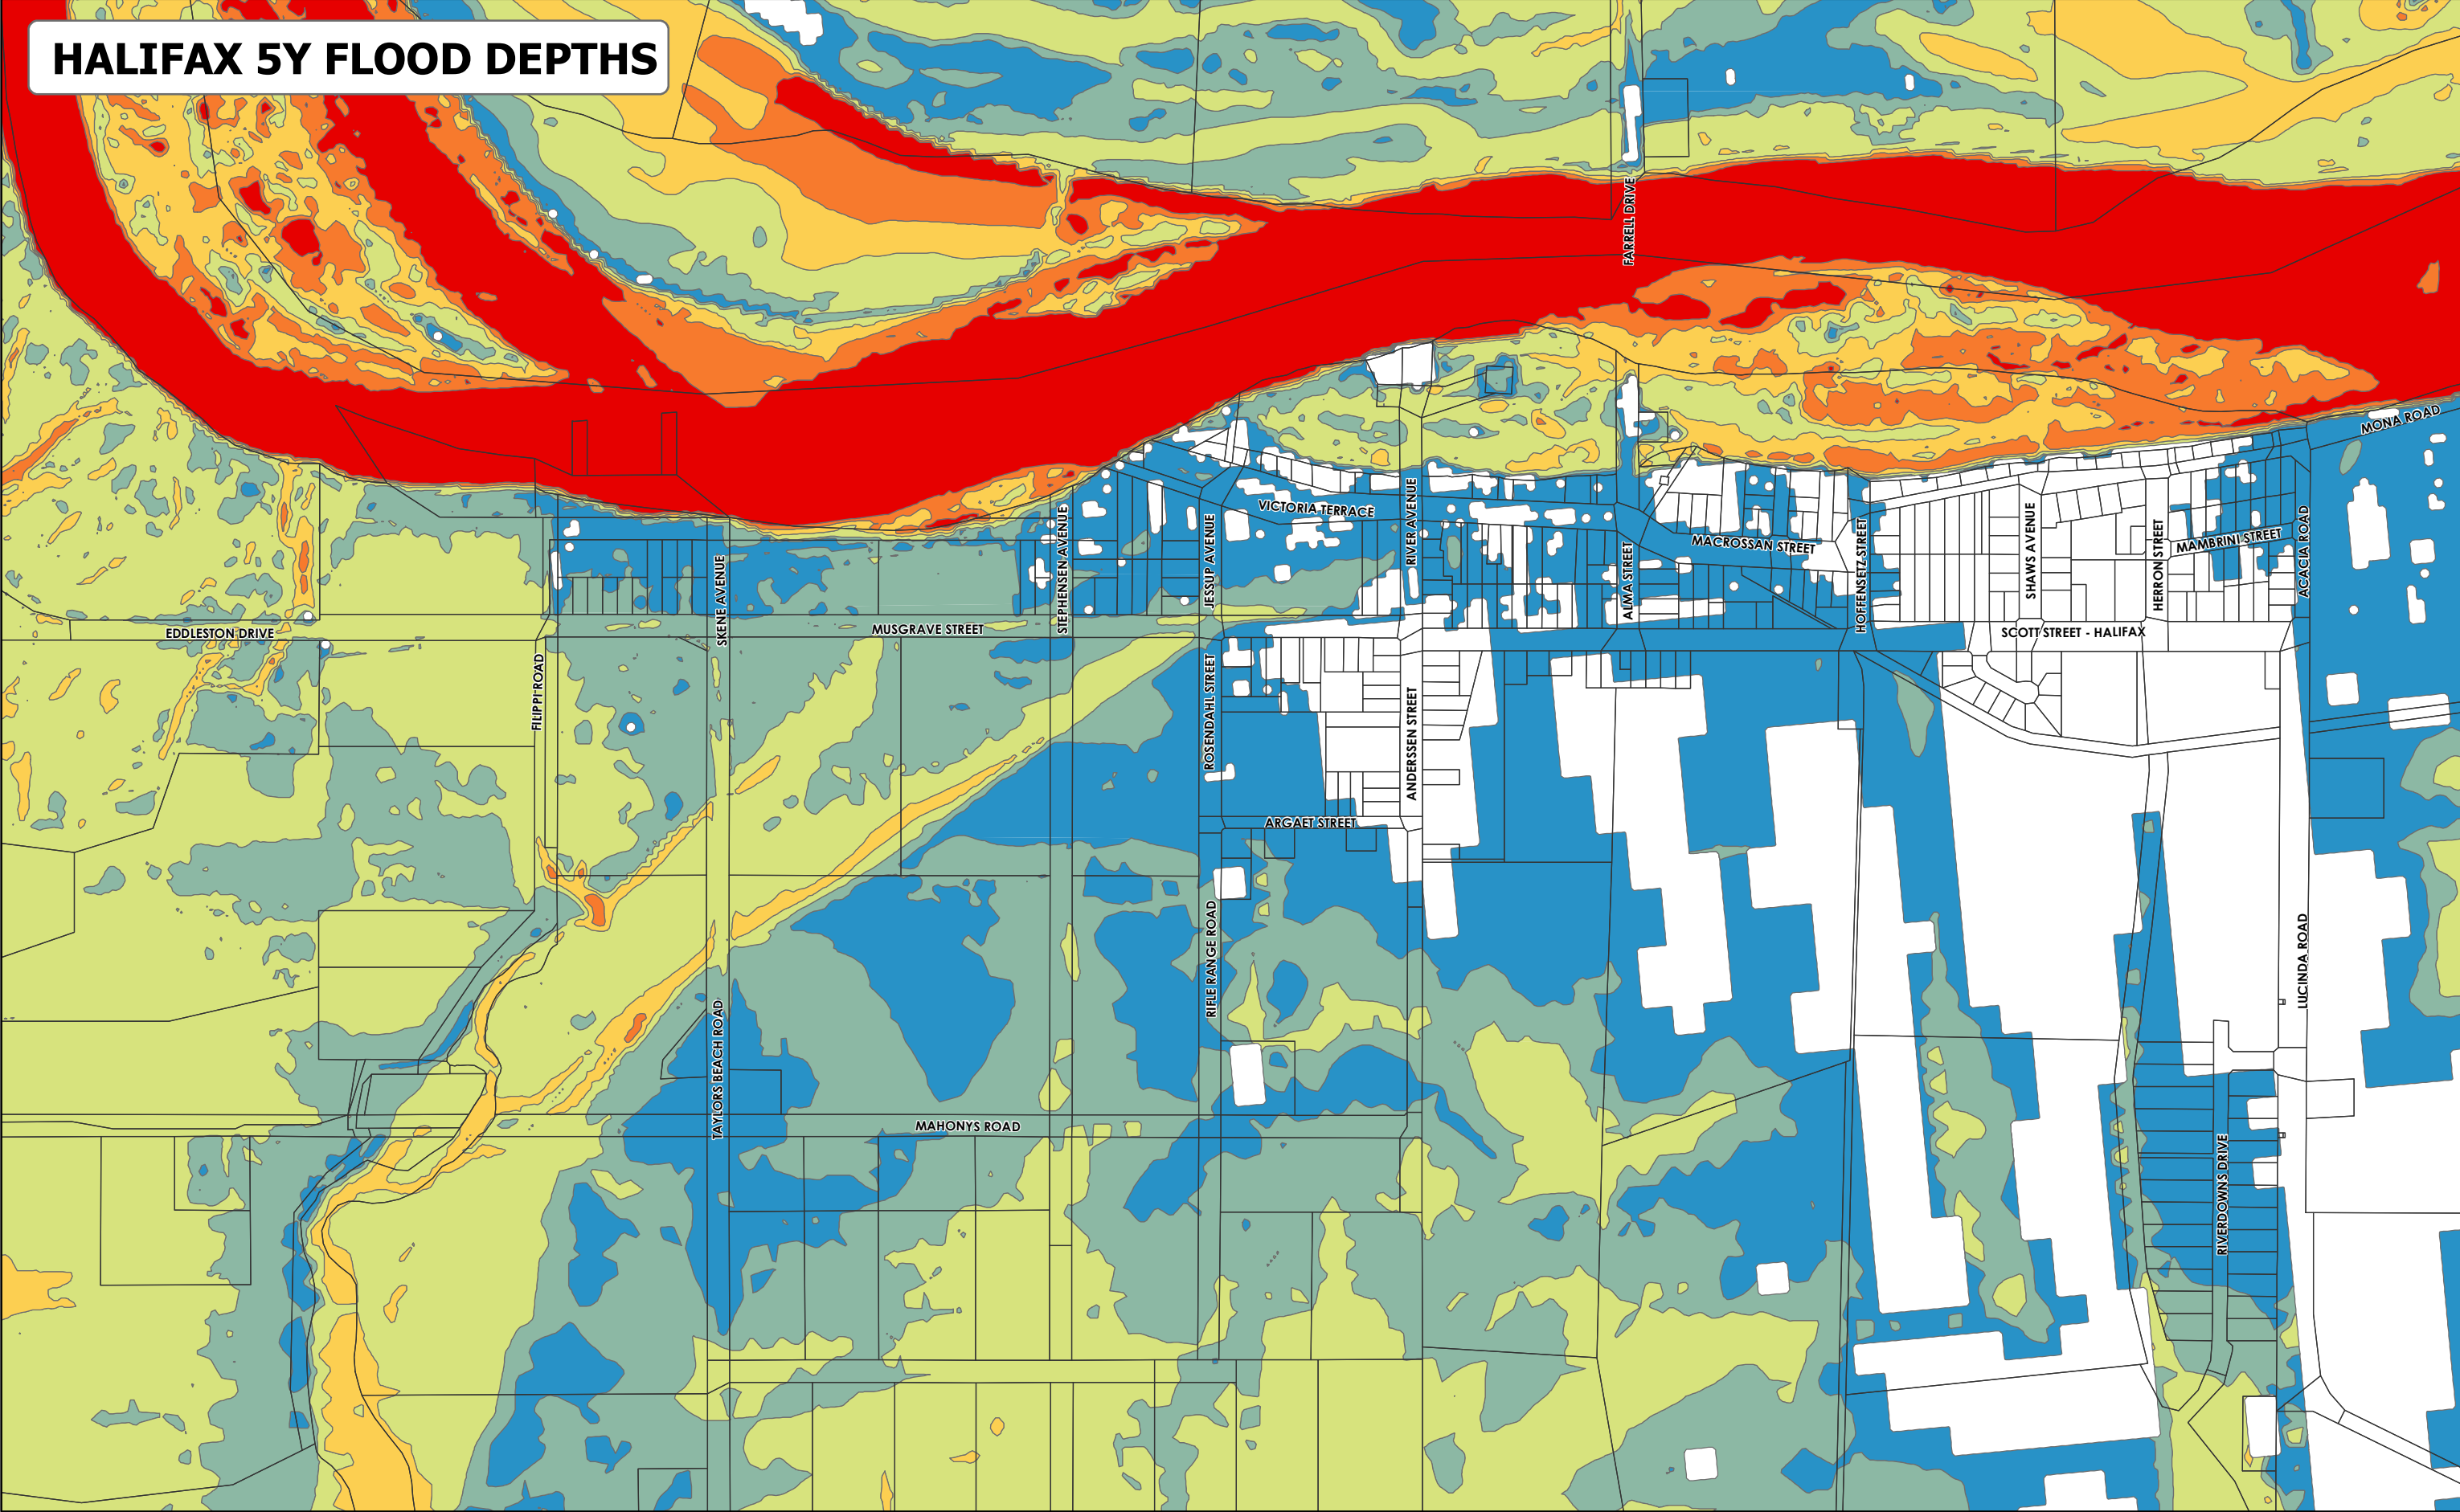 HALIFAX 5Y FLOOD DEPTHS
FARRELL DRIVE
MONA ROAD
VICTORIA TERRACE
RIVER AVENUE
STEPHENSEN AVENUE
JESSUP AVENUE
SKENE AVENUE
ALMA STREET
MACROSSAN STREET
HOFFENSETZ STREET
SHAWS AVENUE
HERRON STREET
MAMBRINI STREET
ACACIA ROAD
EDDLESTON DRIVE
MUSGRAVE STREET
SCOTT STREET - HALIFAX
FILIPPI ROAD
ROSENDAHL STREET
ANDERSSEN STREET
ARGAET STREET
RIFLE RANGE ROAD
LUCINDA ROAD
TAYLORS BEACH ROAD
MAHONYS ROAD
RIVERDOWNS DRIVE